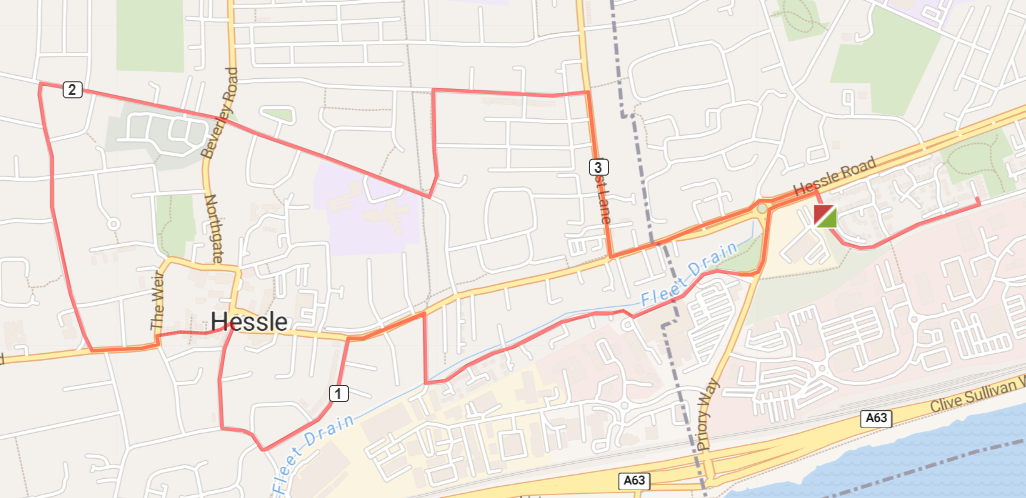 2
Beverley Road
3
Hessle Road
Northgate
Fleet Drain
The Weir
Hessle
1
Priory Way
Clive Sullivan W
A63
Fleet Drain
A63
d